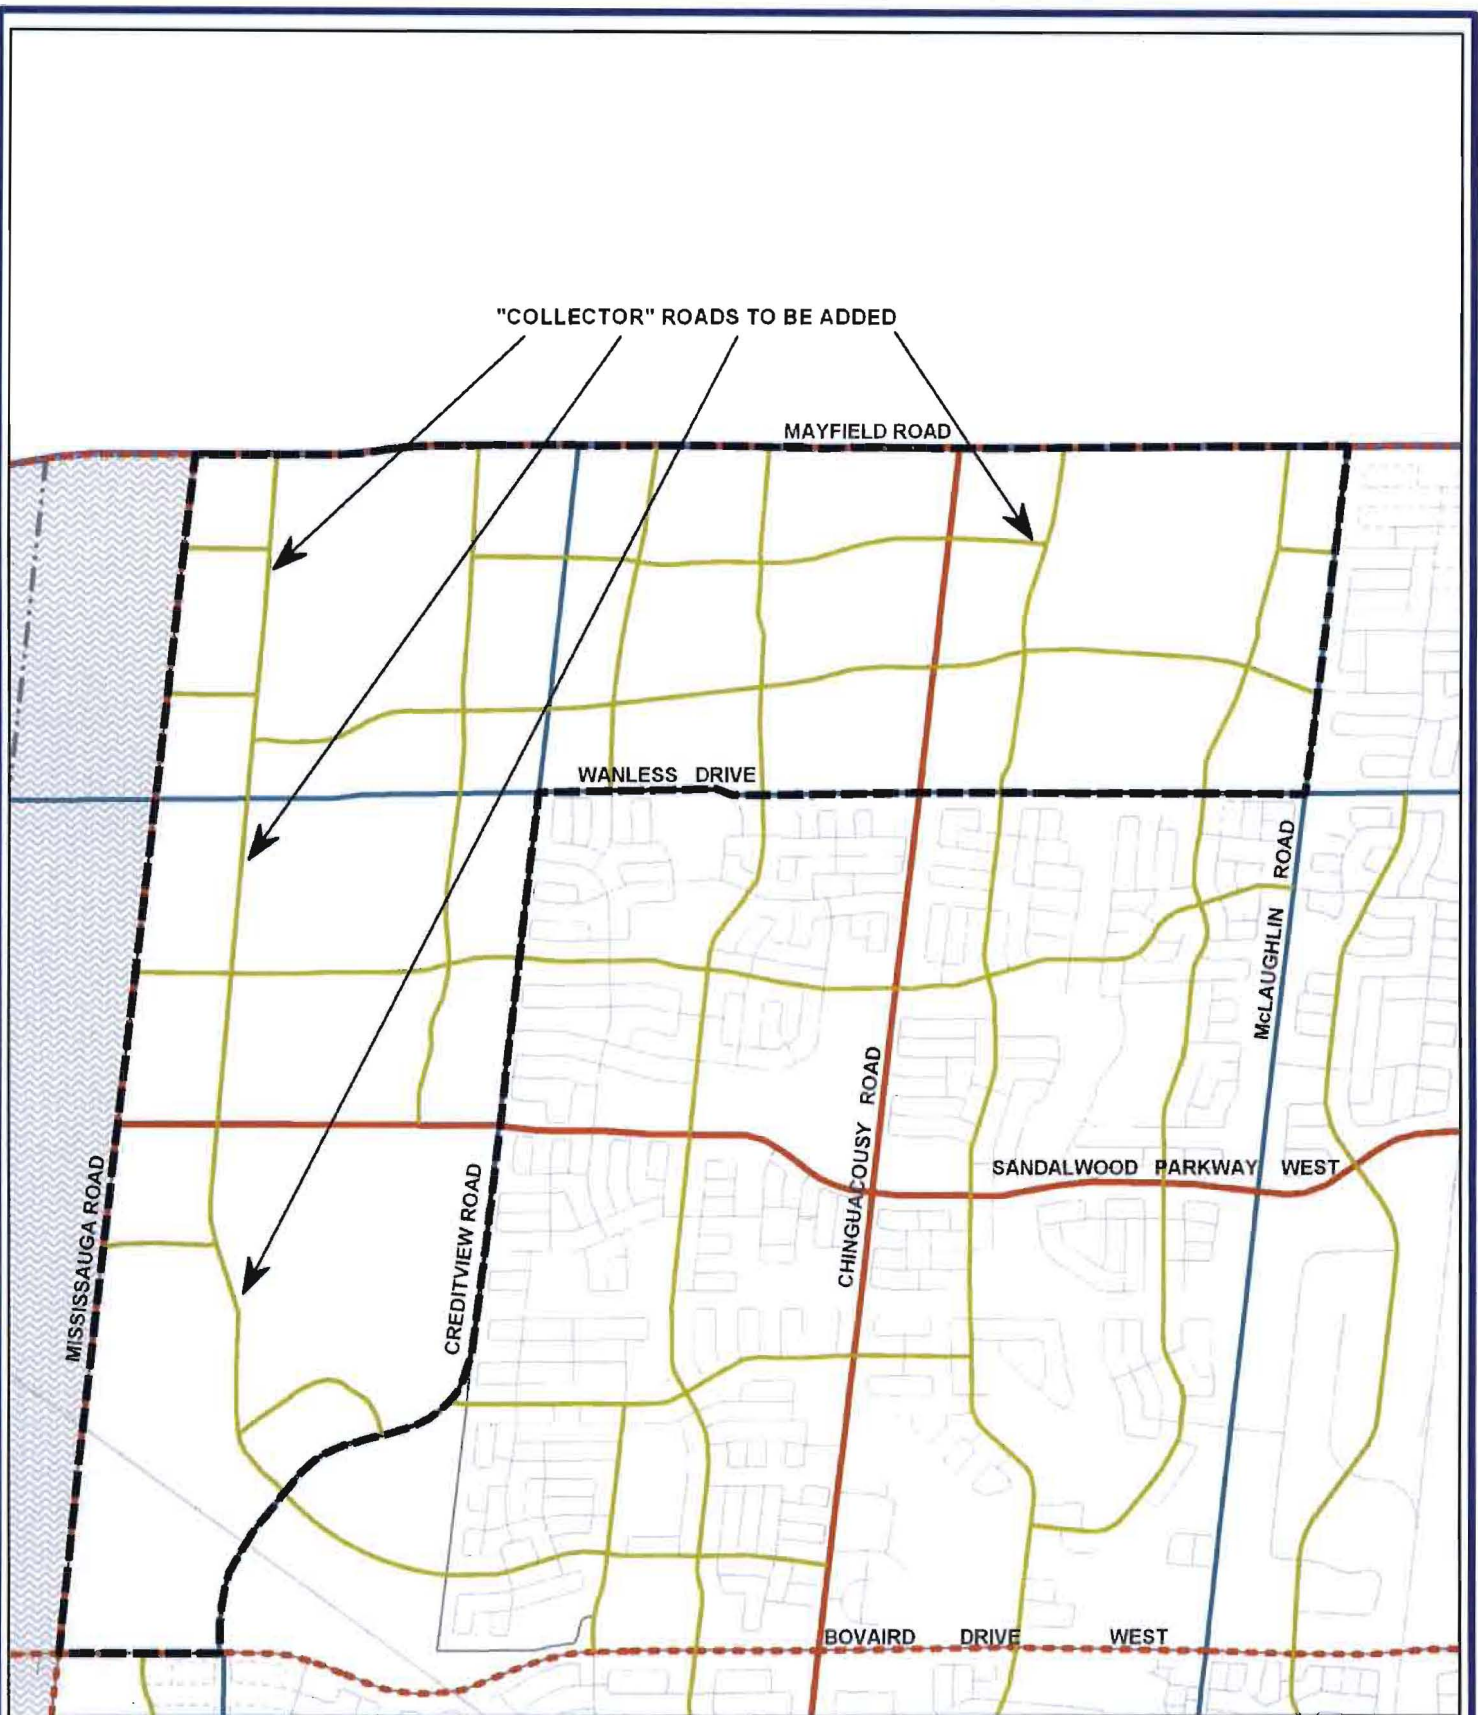 "COLLECTOR" ROADS TO BE ADDED
MAYFIELD ROAD
WANLESS DRIVE
McLAUGHLIN ROAD
CHINGUACOUSY ROAD
SANDALWOOD PARKWAY WEST
MISSISSAUGA ROAD
CREDITVIEW ROAD
BOVAIRD DRIVE WEST